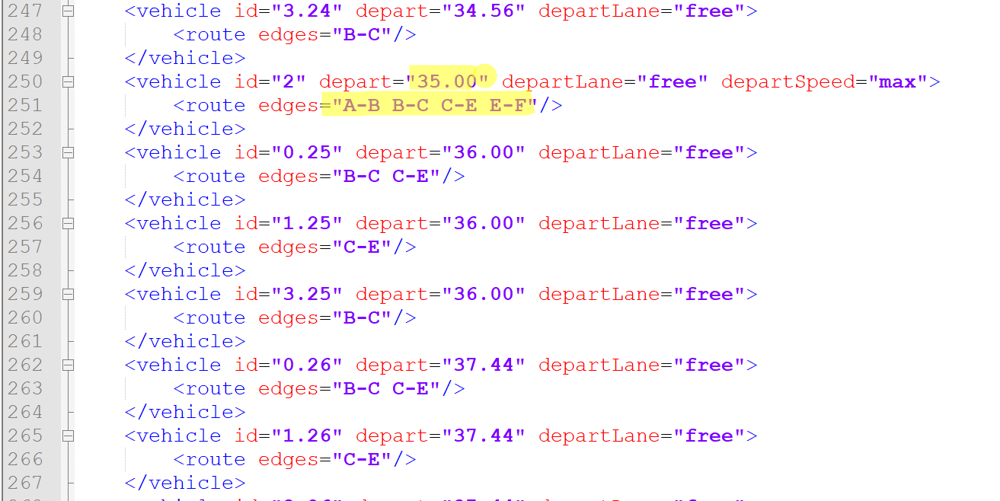 247 <vehicle id="3.24" depart="34.56" departLane="free">
248 <route edges="B-C"/>
249 </vehicle>
250 <vehicle id="2" depart="35.00" departLane="free" departSpeed="max">
251 <route edges="A-B B-C C-E E-F"/>
252 </vehicle>
253 <vehicle id="0.25" depart="36.00" departLane="free">
254 <route edges="B-C C-E"/>
255 </vehicle>
256 <vehicle id="1.25" depart="36.00" departLane="free">
257 <route edges="C-E"/>
258 </vehicle>
259 <vehicle id="3.25" depart="36.00" departLane="free">
260 <route edges="B-C"/>
261 </vehicle>
262 <vehicle id="0.26" depart="37.44" departLane="free">
263 <route edges="B-C C-E"/>
264 </vehicle>
265 <vehicle id="1.26" depart="37.44" departLane="free">
266 <route edges="C-E"/>
267 </vehicle>